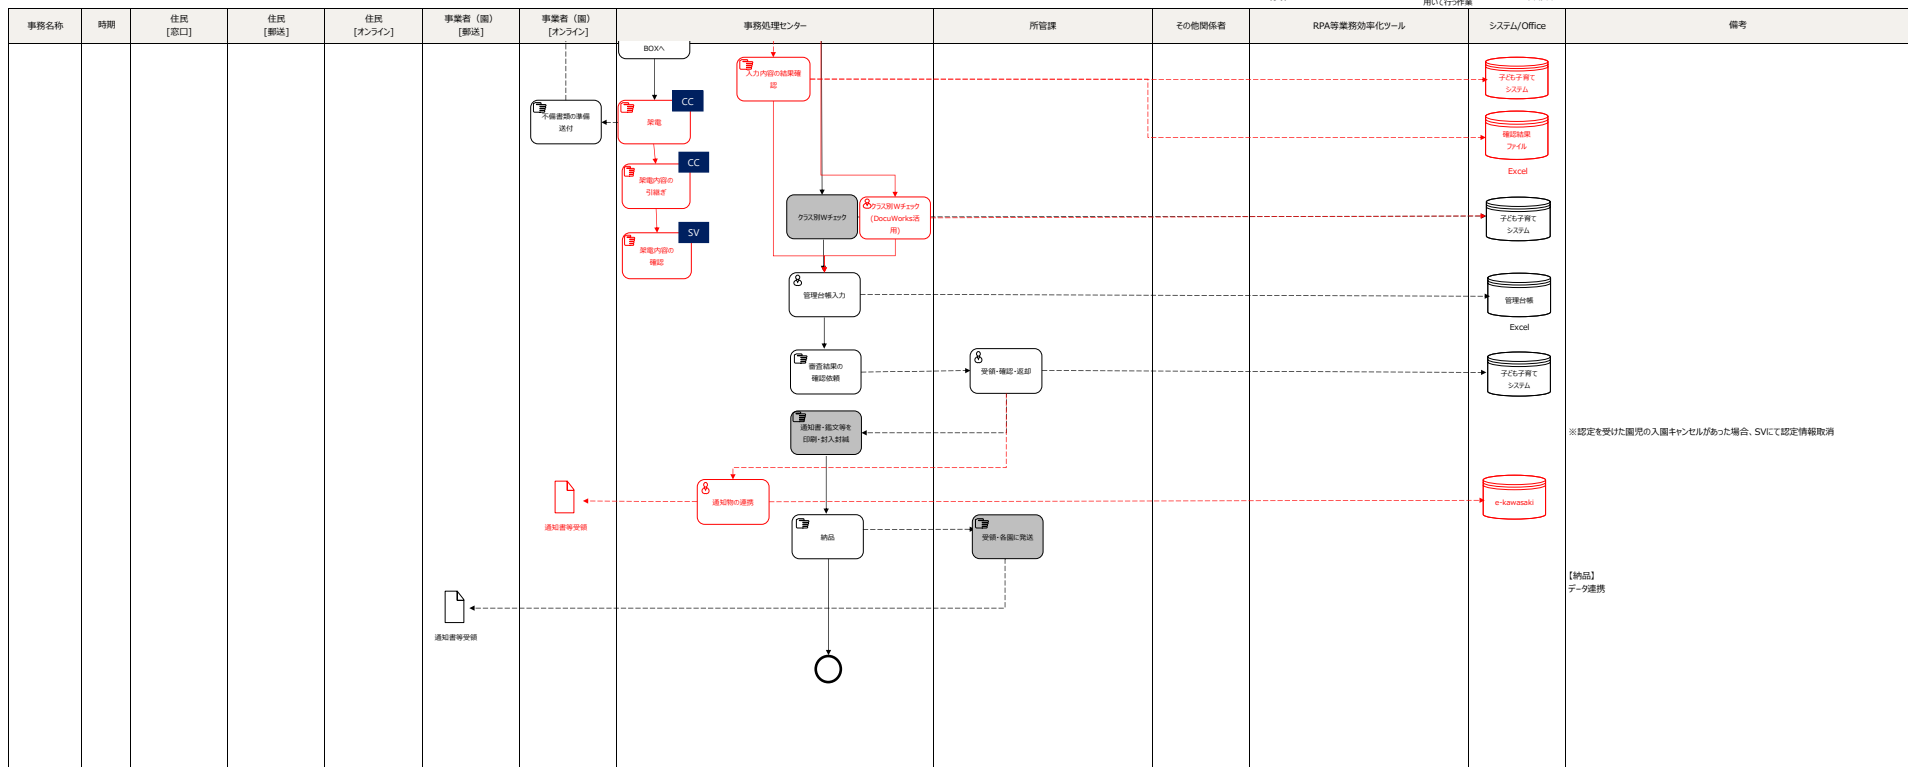 用いて行う作業
事務名称
時期
住民
[窓口]
住民
[郵送]
住民
[オンライン]
事業者（園）
[郵送]
事業者（園）
[オンライン]
事務処理センター
所管課
その他関係者
RPA等業務効率化ツール
システム/Office
備考
BOXへ
入力内容の結果確
認
子ども子育て
システム
CC
架電
不備書類の準備
送付
確認結果
ファイル
Excel
CC
架電内容の
引継ぎ
クラス別Wチェック
クラス別Wチェック
(DocuWorks活
用)
子ども子育て
システム
SV
架電内容の
確認
管理台帳入力
管理台帳
Excel
審査結果の
確認依頼
受領・確認・返却
子ども子育て
システム
通知書・鑑文等を
印刷・封入封緘
※認定を受けた園児の入園キャンセルがあった場合、SVにて認定情報取消
通知物の連携
e-kawasaki
通知書等受領
納品
受領・各園に発送
【納品】
データ連携
通知書等受領